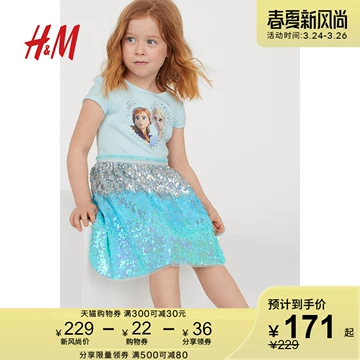 H&M
春夏新风尚
活动时间:3.24-3.26
天猫购物券 满300可减30元
¥229 — ¥22 — ¥36
新风尚价 购物券 分享领券
分享限量领券 满500可减80
预计到手价
¥171起
¥229